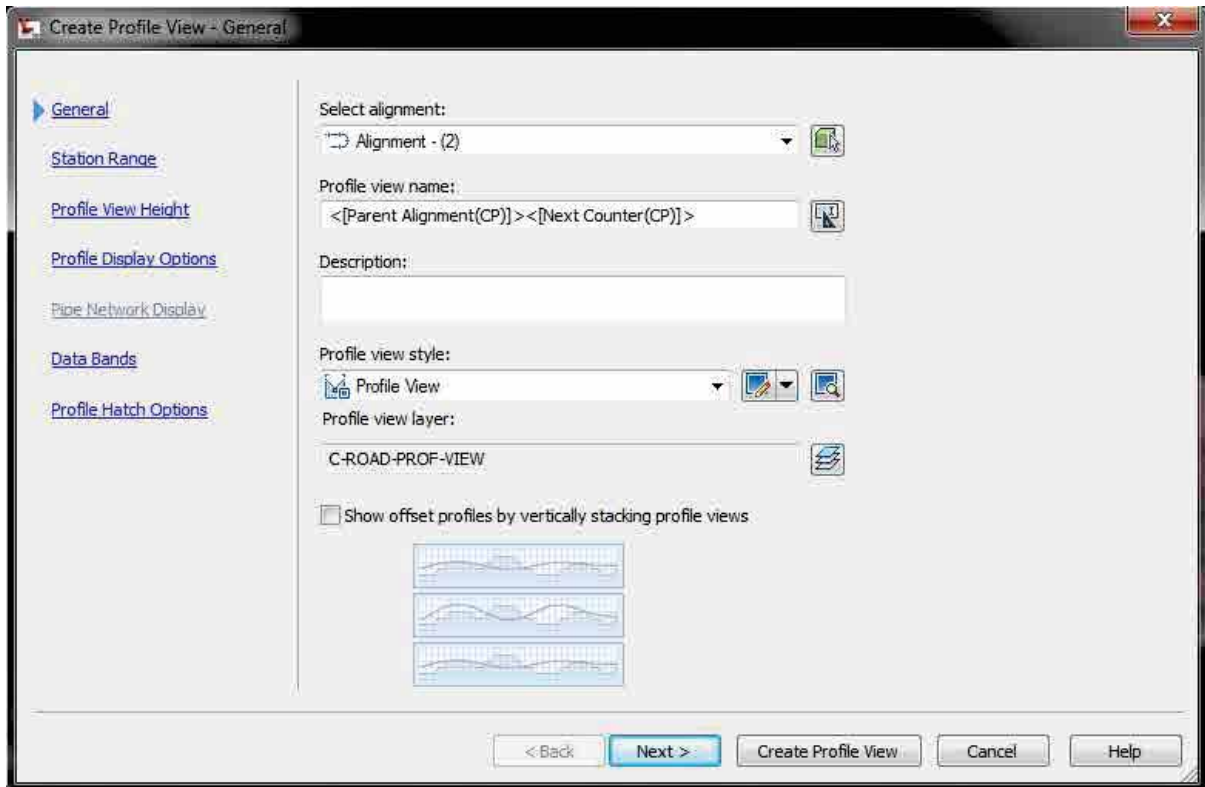 Create Profile View - General
General
Station Range
Profile View Height
Profile Display Options
Pipe Network Display
Data Bands
Profile Hatch Options
Select alignment:
Alignment - (2)
Profile view name:
<[Parent Alignment(CP)]><[Next Counter(CP)]>
Description:
Profile view style:
Profile View
Profile view layer:
C-ROAD-PROF-VIEW
Show offset profiles by vertically stacking profile views
< Back
Next >
Create Profile View
Cancel
Help